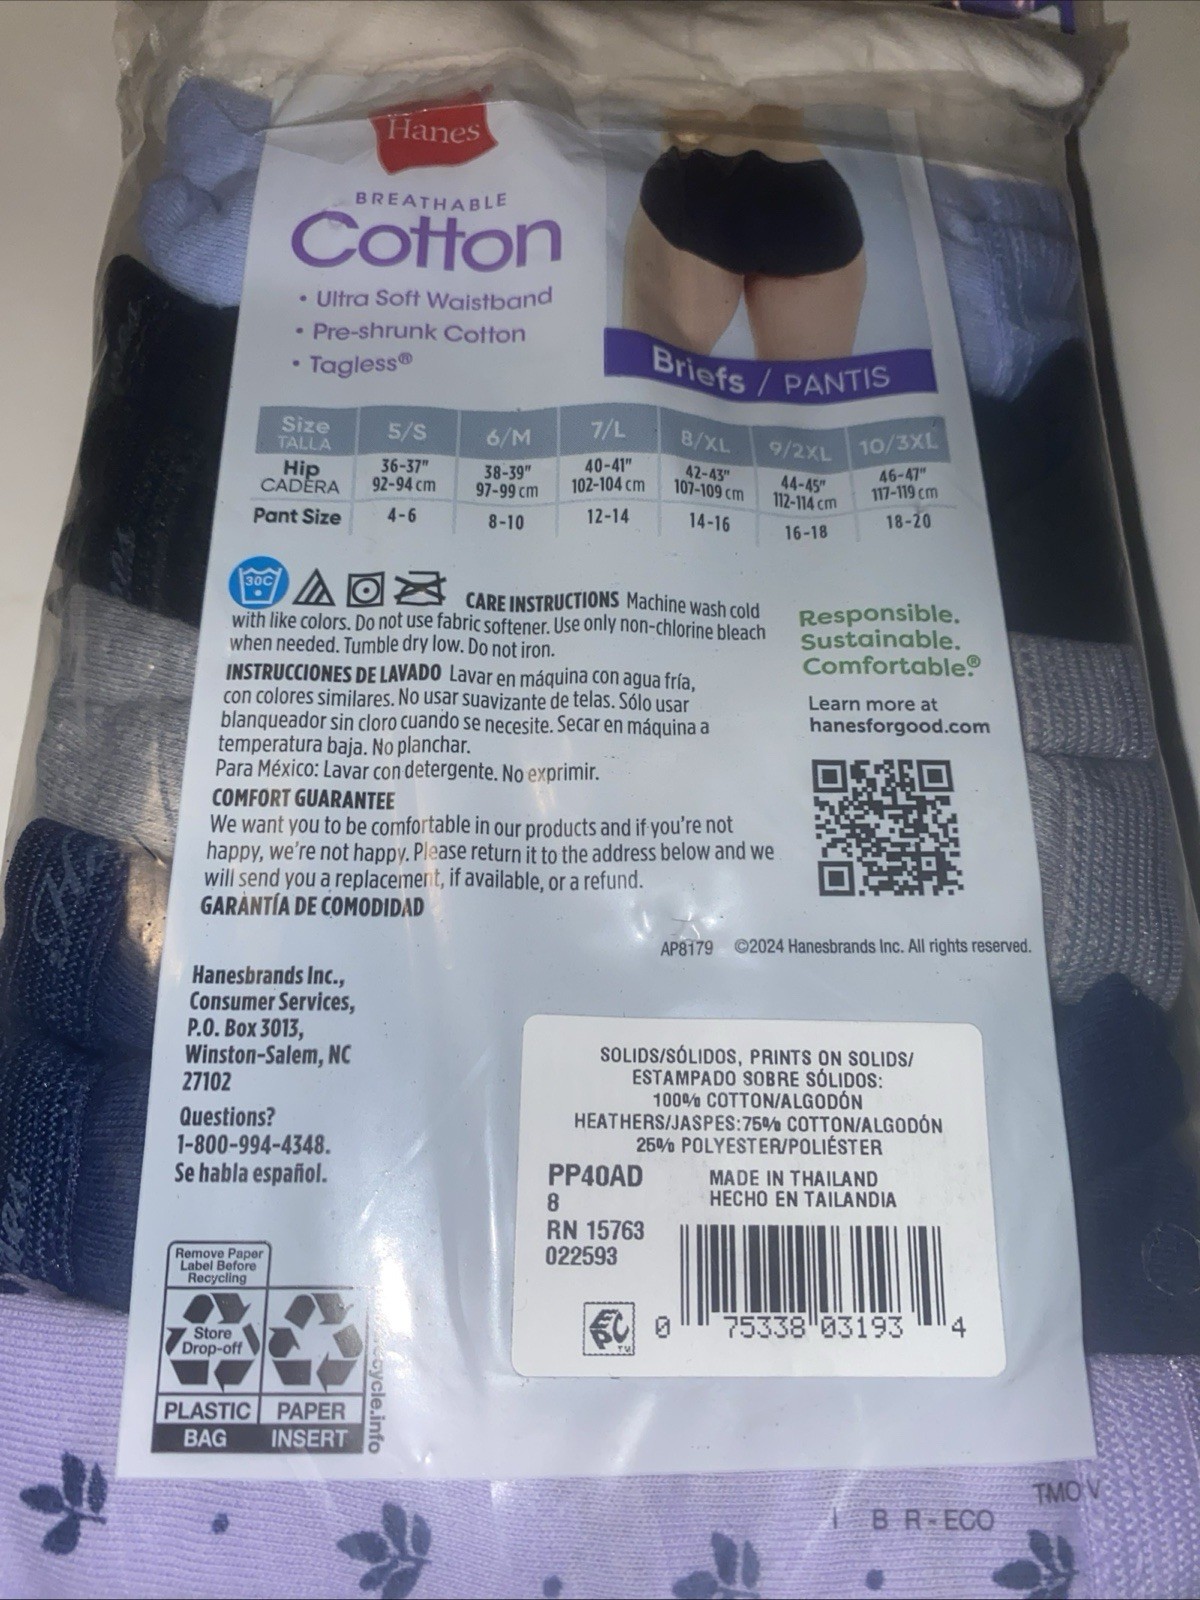 Hanes
BREATHABLE
Cotton
• Ultra Soft Waistband
• Pre-shrunk Cotton
• Tagless®
Briefs / PANTIS
Size TALLA 5/S 6/M 7/L 8/XL 9/2XL 10/3XL
Hip CADERA 36-37" 92-94 cm 38-39" 97-99 cm 40-41" 102-104 cm 42-43" 107-109 cm 44-45" 112-114 cm 46-47" 117-119 cm
Pant Size 4-6 8-10 12-14 14-16 16-18 18-20
30C
CARE INSTRUCTIONS Machine wash cold
with like colors. Do not use fabric softener. Use only non-chlorine bleach
when needed. Tumble dry low. Do not iron.
INSTRUCCIONES DE LAVADO Lavar en máquina con agua fría,
con colores similares. No usar suavizante de telas. Sólo usar
blanqueador sin cloro cuando se necesite. Secar en máquina a
temperatura baja. No planchar.
Para México: Lavar con detergente. No exprimir.
COMFORT GUARANTEE
We want you to be comfortable in our products and if you're not
happy, we're not happy. Please return it to the address below and we
will send you a replacement, if available, or a refund.
GARANTÍA DE COMODIDAD
Responsible.
Sustainable.
Comfortable.®
Learn more at
hanesforgood.com
AP8179 ©2024 Hanesbrands Inc. All rights reserved.
Hanesbrands Inc.,
Consumer Services,
P.O. Box 3013,
Winston-Salem, NC
27102
Questions?
1-800-994-4348.
Se habla español.
Remove Paper
Label Before
Recycling
Store
Drop-off
PLASTIC PAPER
BAG INSERT
SOLIDS/SÓLIDOS, PRINTS ON SOLIDS/
ESTAMPADO SOBRE SÓLIDOS:
100% COTTON/ALGODÓN
HEATHERS/JASPES:75% COTTON/ALGODÓN
25% POLYESTER/POLIÉSTER
PP40AD MADE IN THAILAND
8 HECHO EN TAILANDIA
RN 15763
022593
EPC TM
0 75338 03193 4